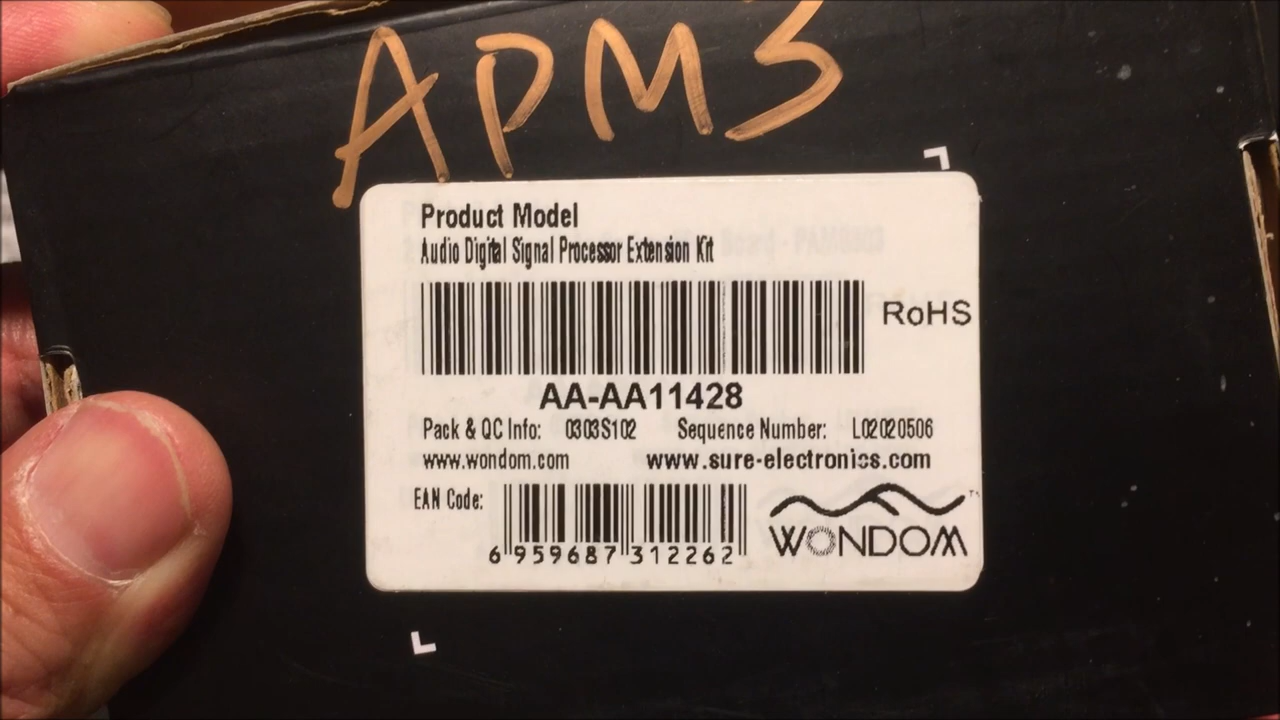 APM3
Product Model
Audio Digital Signal Processor Extension Kit
RoHS
AA-AA11428
Pack & QC Info: 0303S102 Sequence Number: L02020506
www.wondom.com www.sure-electronics.com
EAN Code:
6 959687 312262
WONDOM